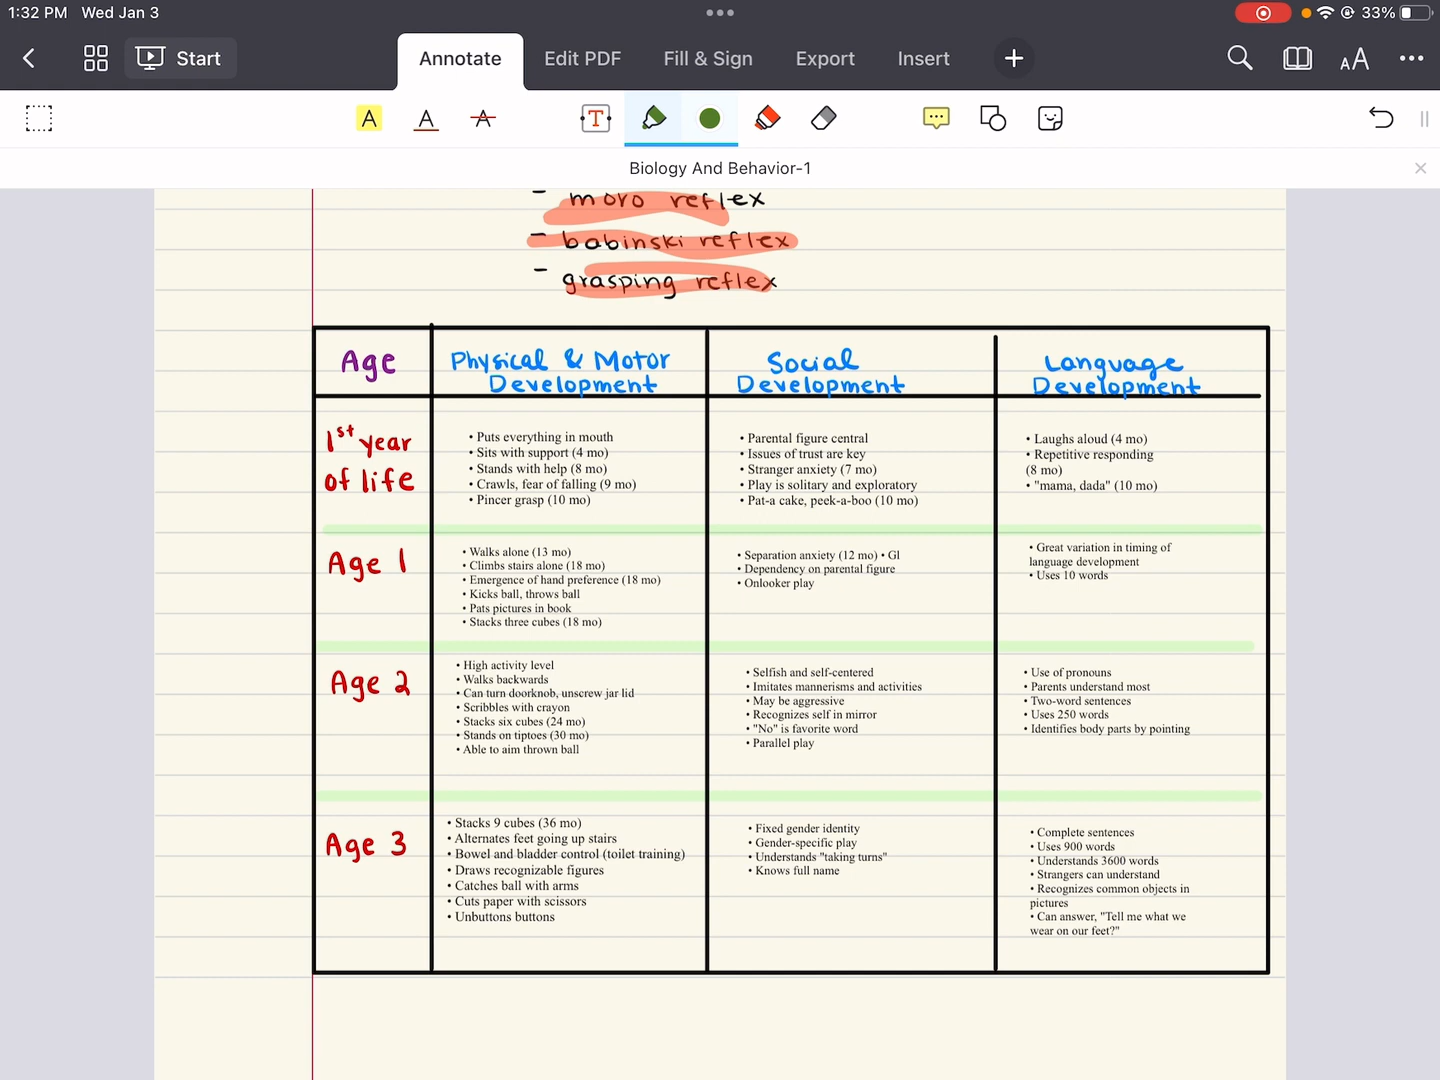 1:32 PM Wed Jan 3
33%
Start
Annotate
Edit PDF
Fill & Sign
Export
Insert
Biology And Behavior-1
- moro reflex
- babinski reflex
- grasping reflex
Age
Physical & Motor
Development
Social
Development
Language
Development
1st year
of life
• Puts everything in mouth
• Sits with support (4 mo)
• Stands with help (8 mo)
• Crawls, fear of falling (9 mo)
• Pincer grasp (10 mo)
• Parental figure central
• Issues of trust are key
• Stranger anxiety (7 mo)
• Play is solitary and exploratory
• Pat-a cake, peek-a-boo (10 mo)
• Laughs aloud (4 mo)
• Repetitive responding
(8 mo)
• "mama, dada" (10 mo)
Age 1
• Walks alone (13 mo)
• Climbs stairs alone (18 mo)
• Emergence of hand preference (18 mo)
• Kicks ball, throws ball
• Pats pictures in book
• Stacks three cubes (18 mo)
• Separation anxiety (12 mo) • Gl
• Dependency on parental figure
• Onlooker play
• Great variation in timing of
language development
• Uses 10 words
Age 2
• High activity level
• Walks backwards
• Can turn doorknob, unscrew jar lid
• Scribbles with crayon
• Stacks six cubes (24 mo)
• Stands on tiptoes (30 mo)
• Able to aim thrown ball
• Selfish and self-centered
• Imitates mannerisms and activities
• May be aggressive
• Recognizes self in mirror
• "No" is favorite word
• Parallel play
• Use of pronouns
• Parents understand most
• Two-word sentences
• Uses 250 words
• Identifies body parts by pointing
Age 3
• Stacks 9 cubes (36 mo)
• Alternates feet going up stairs
• Bowel and bladder control (toilet training)
• Draws recognizable figures
• Catches ball with arms
• Cuts paper with scissors
• Unbuttons buttons
• Fixed gender identity
• Gender-specific play
• Understands "taking turns"
• Knows full name
• Complete sentences
• Uses 900 words
• Understands 3600 words
• Strangers can understand
• Recognizes common objects in
pictures
• Can answer, "Tell me what we
wear on our feet?"